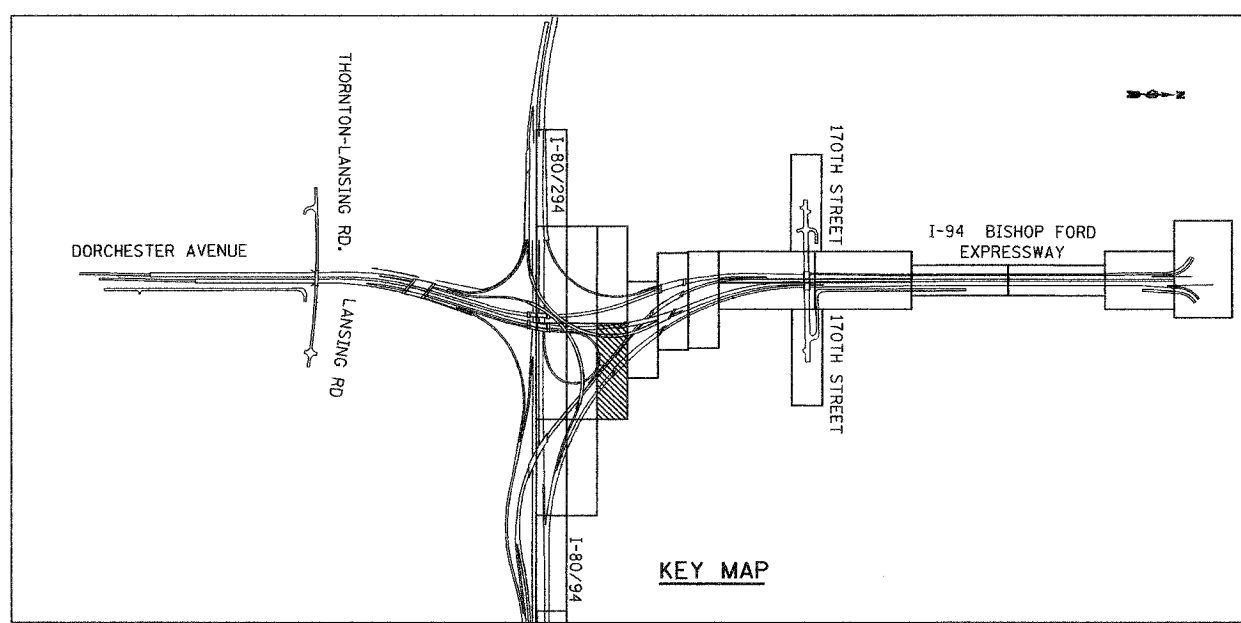 THORNTON-LANSING RD.
I-80/294
170TH STREET
DORCHESTER AVENUE
I-94 BISHOP FORD
EXPRESSWAY
LANSING RD
170TH STREET
I-80/94
KEY MAP
N